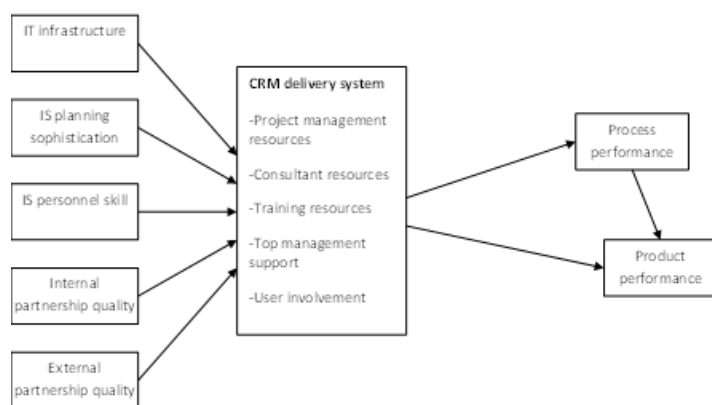 IT infrastructure
IS planning
sophistication
IS personnel skill
Internal
partnership quality
External
partnership quality
CRM delivery system
-Project management
resources
-Consultant resources
-Training resources
-Top management
support
-User involvement
Process
performance
Product
performance